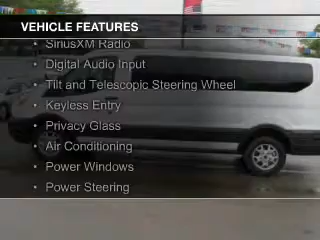 VEHICLE FEATURES
• SiriusXM Radio
• Digital Audio Input
• Tilt and Telescopic Steering Wheel
• Keyless Entry
• Privacy Glass
• Air Conditioning
• Power Windows
• Power Steering